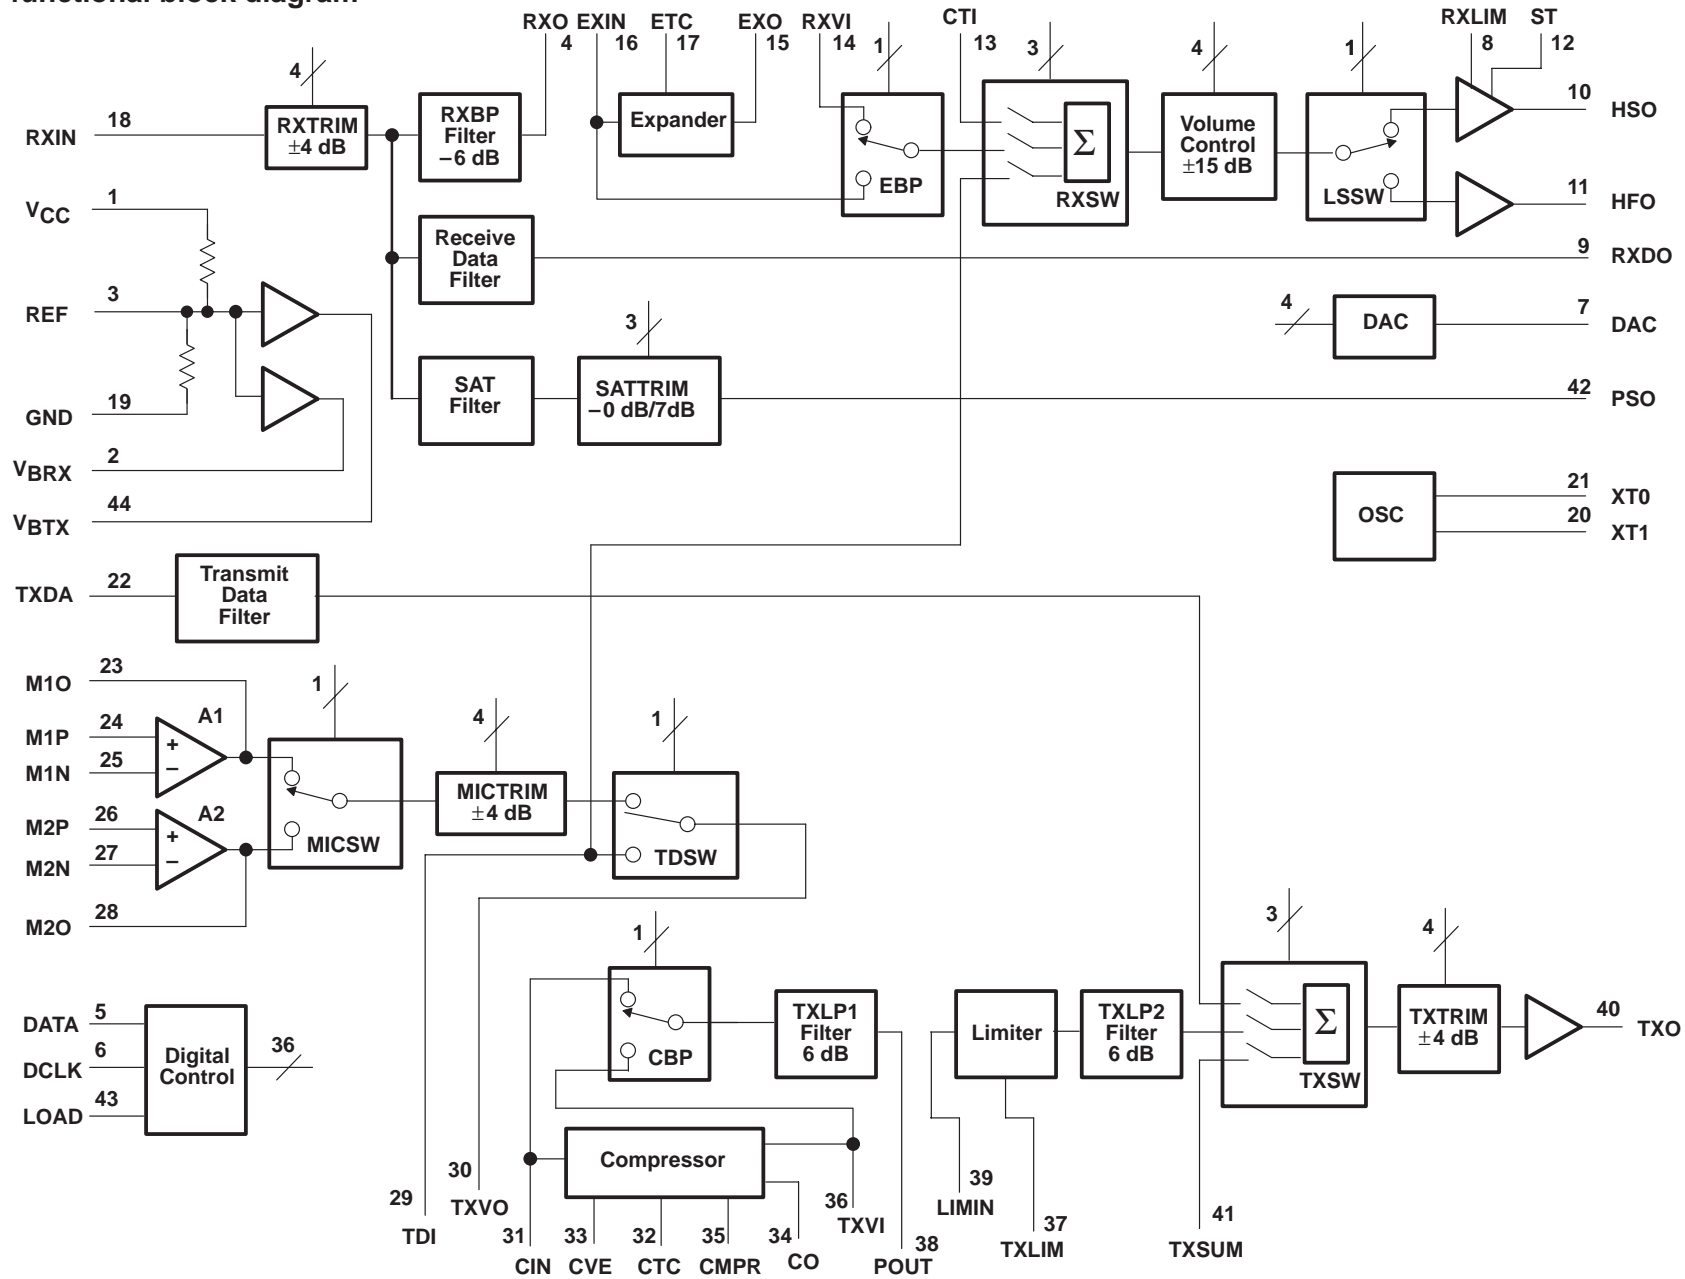 functional block diagram
RXO EXIN ETC EXO RXVI CTI RXLIM ST
4 16 17 15 14 1 13 3 4 1 8 12
4
RXIN 18
RXTRIM
±4 dB
RXBP
Filter
–6 dB
Expander
EBP
Σ
RXSW
Volume
Control
±15 dB
LSSW
10 HSO
11 HFO
VCC 1
Receive
Data
Filter
9 RXDO
REF 3
3
4
DAC
7 DAC
GND 19
SAT
Filter
SATTRIM
–0 dB/7dB
42 PSO
VBRX 2
VBTX 44
OSC
21 XT0
20 XT1
TXDA 22
Transmit
Data
Filter
M1O 23
1
4
1
M1P 24
A1
+
–
M1N 25
MICTRIM
±4 dB
M2P 26
A2
+
–
M2N 27
MICSW
TDSW
M2O 28
1
3
4
DATA 5
DCLK 6
LOAD 43
Digital
Control
36
CBP
TXLP1
Filter
6 dB
Limiter
TXLP2
Filter
6 dB
Σ
TXSW
TXTRIM
±4 dB
40 TXO
Compressor
29
TDI
30
TXVO
31
CIN
33
CVE
32
CTC
35
CMPR
34
CO
36
TXVI
38
POUT
39
LIMIN
37
TXLIM
41
TXSUM